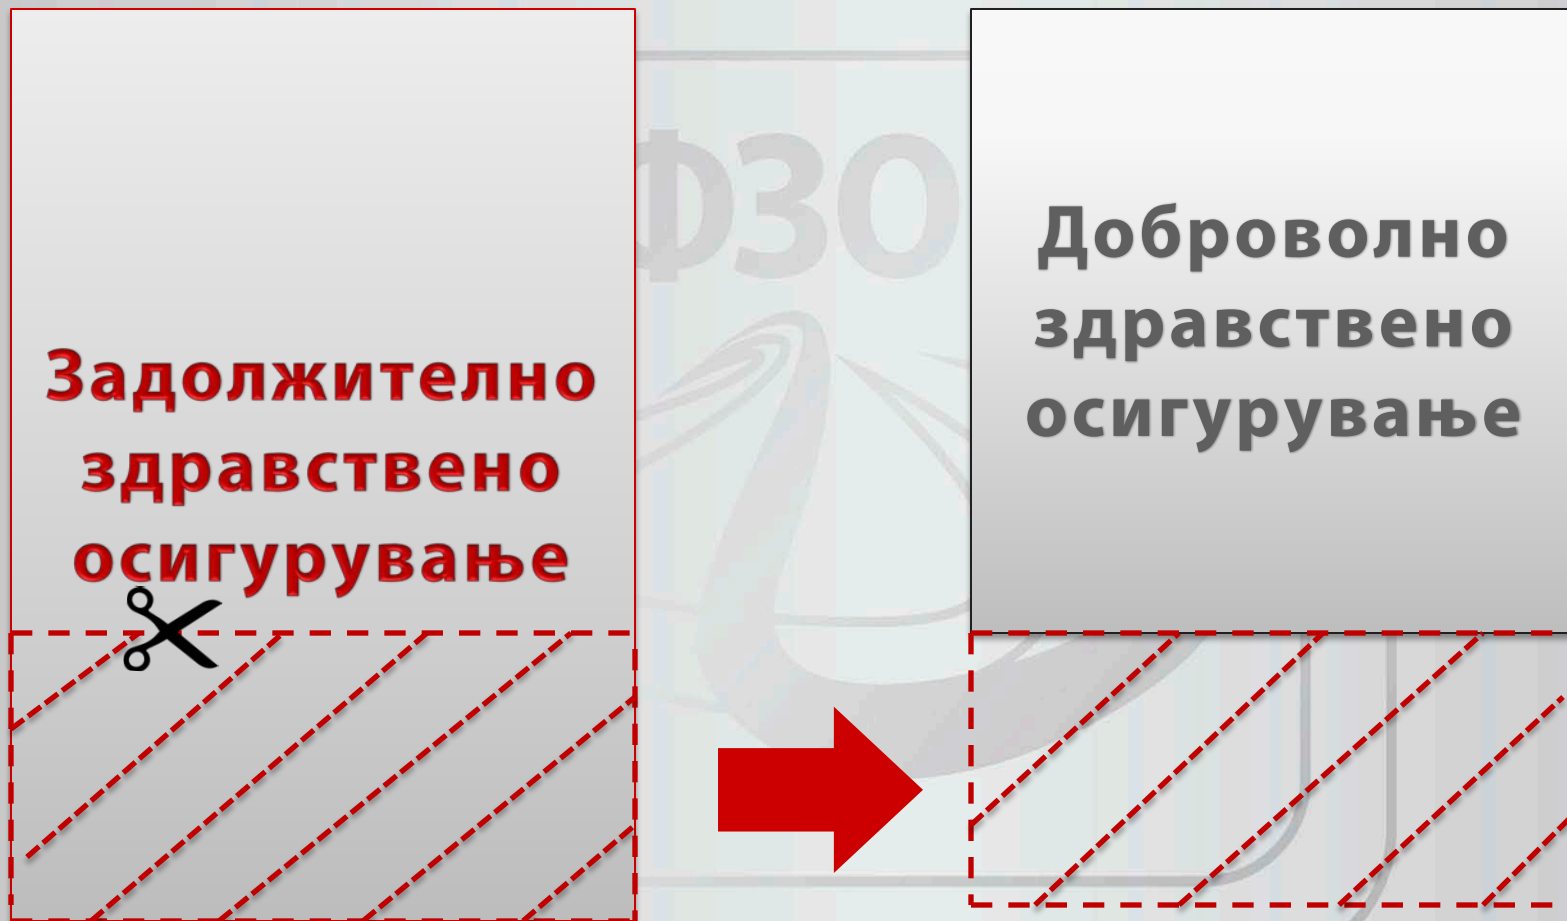 ФЗО
Задолжително
здравствено
осигурување
Доброволно
здравствено
осигурување